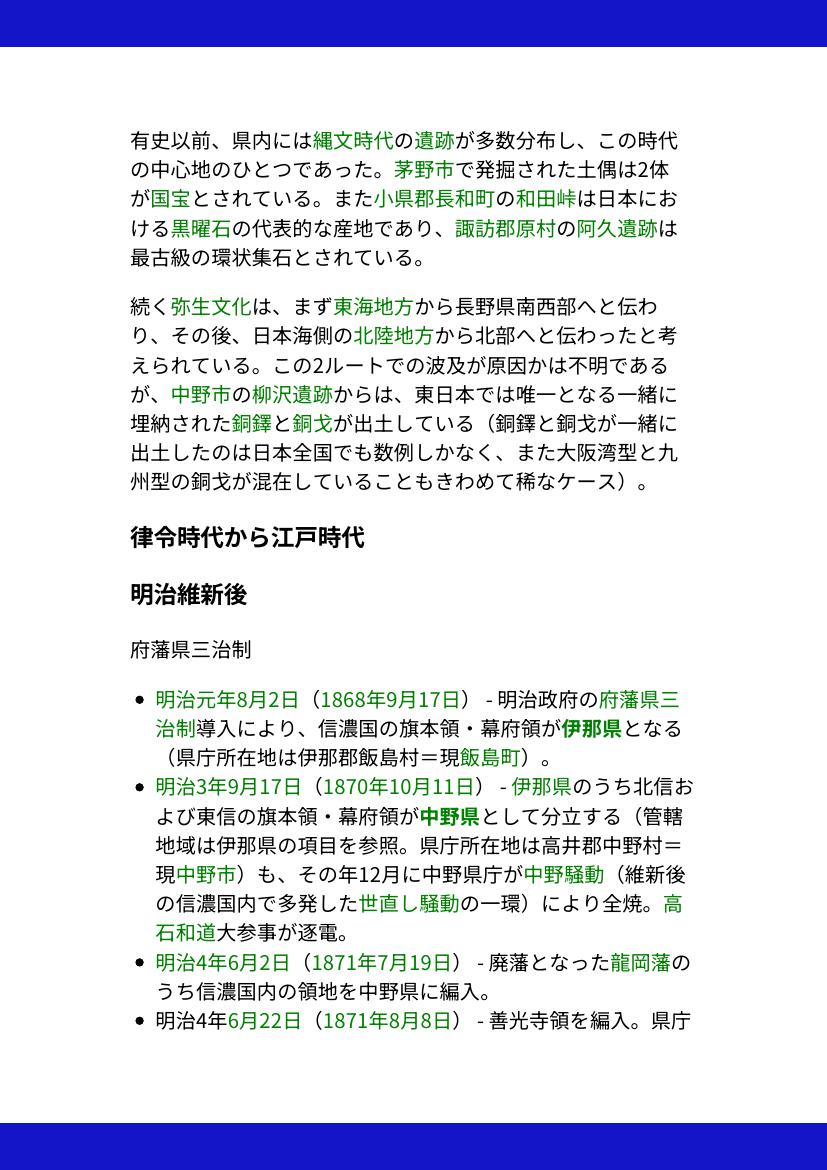 有史以前、県内には縄文時代の遺跡が多数分布し、この時代
の中心地のひとつであった。茅野市で発掘された土偶は2体
が国宝とされている。また小県郡長和町の和田峠は日本にお
ける黒曜石の代表的な産地であり、諏訪郡原村の阿久遺跡は
最古級の環状集石とされている。
続く弥生文化は、まず東海地方から長野県南西部へと伝わ
り、その後、日本海側の北陸地方から北部へと伝わったと考
えられている。この2ルートでの波及が原因かは不明である
が、中野市の柳沢遺跡からは、東日本では唯一となる一緒に
埋納された銅鐸と銅戈が出土している（銅鐸と銅戈が一緒に
出土したのは日本全国でも数例しかなく、また大阪湾型と九
州型の銅戈が混在していることもきわめて稀なケース）。
律令時代から江戸時代
明治維新後
府藩県三治制
• 明治元年8月2日（1868年9月17日） - 明治政府の府藩県三
治制導入により、信濃国の旗本領・幕府領が伊那県となる
（県庁所在地は伊那郡飯島村＝現飯島町）。
• 明治3年9月17日（1870年10月11日） - 伊那県のうち北信お
よび東信の旗本領・幕府領が中野県として分立する（管轄
地域は伊那県の項目を参照。県庁所在地は高井郡中野村＝
現中野市）も、その年12月に中野県庁が中野騒動（維新後
の信濃国内で多発した世直し騒動の一環）により全焼。高
石和道大参事が逐電。
• 明治4年6月2日（1871年7月19日） - 廃藩となった龍岡藩の
うち信濃国内の領地を中野県に編入。
• 明治4年6月22日（1871年8月8日） - 善光寺領を編入。県庁